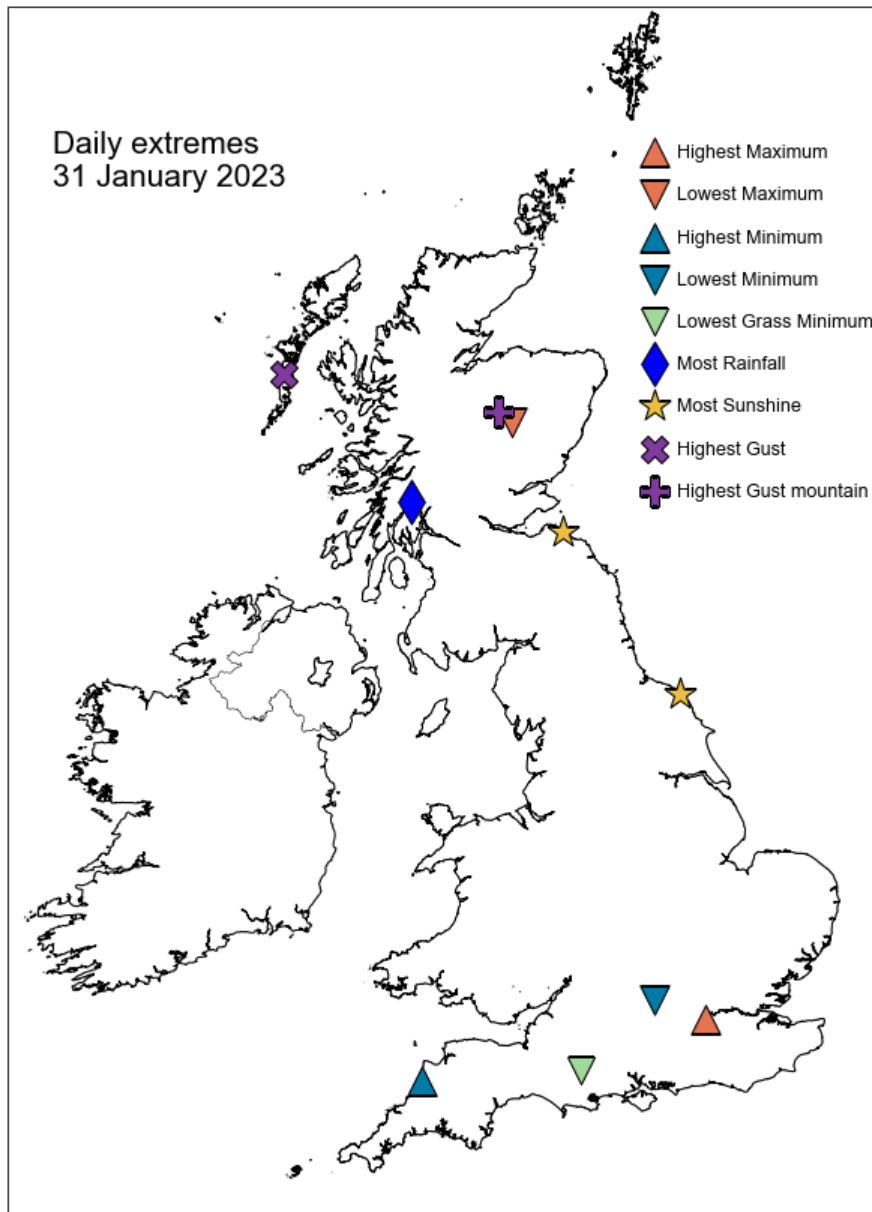 Daily extremes
31 January 2023
Highest Maximum
Lowest Maximum
Highest Minimum
Lowest Minimum
Lowest Grass Minimum
Most Rainfall
Most Sunshine
Highest Gust
Highest Gust mountain